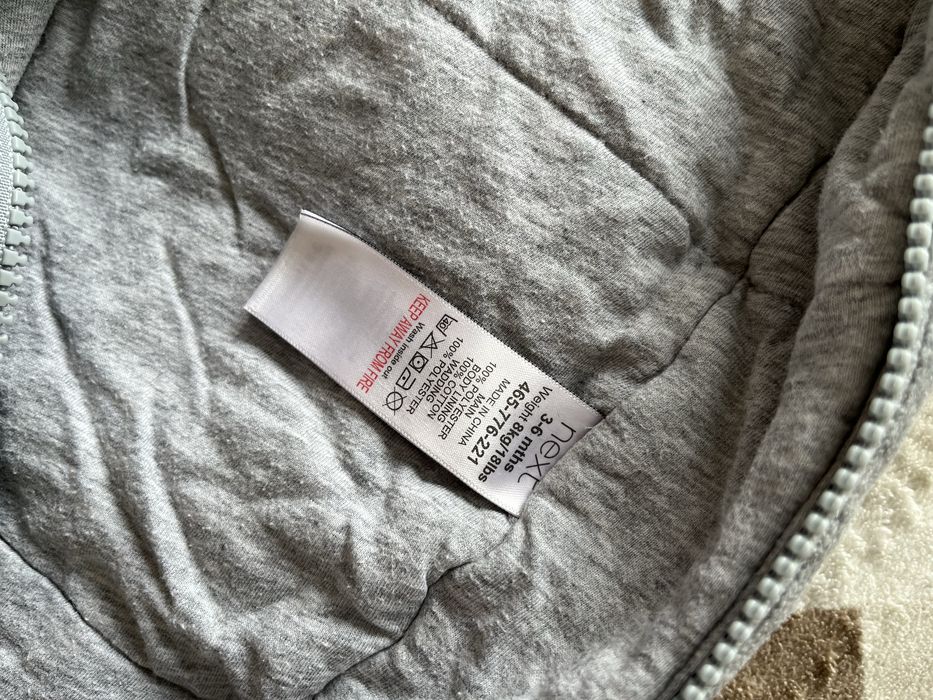 next
3-6 mths
Weight 8kg/18lbs
465-776-221
MADE IN CHINA
MAIN
100% POLYESTER
BODY LINING
100% COTTON
WADDING
100% POLYESTER
Wash inside out
KEEP AWAY FROM FIRE